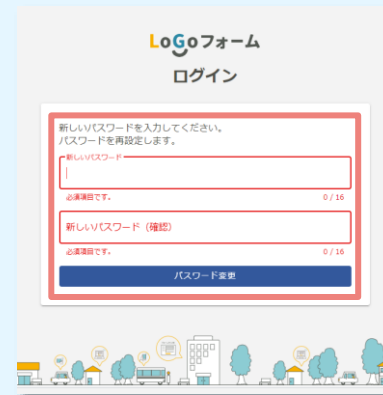 LoGoフォーム
ログイン
新しいパスワードを入力してください。
パスワードを再設定します。
新しいパスワード
必須項目です。 0 / 16
新しいパスワード（確認）
必須項目です。 0 / 16
パスワード変更